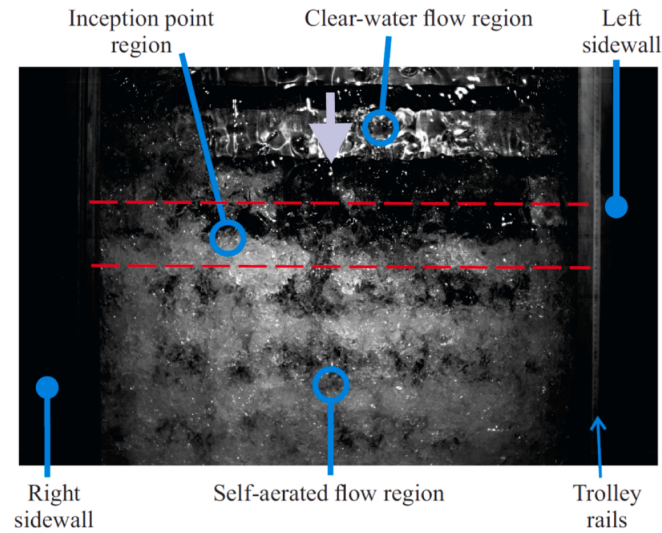 Inception point
region
Clear-water flow region
Left
sidewall
Right
sidewall
Self-aerated flow region
Trolley
rails